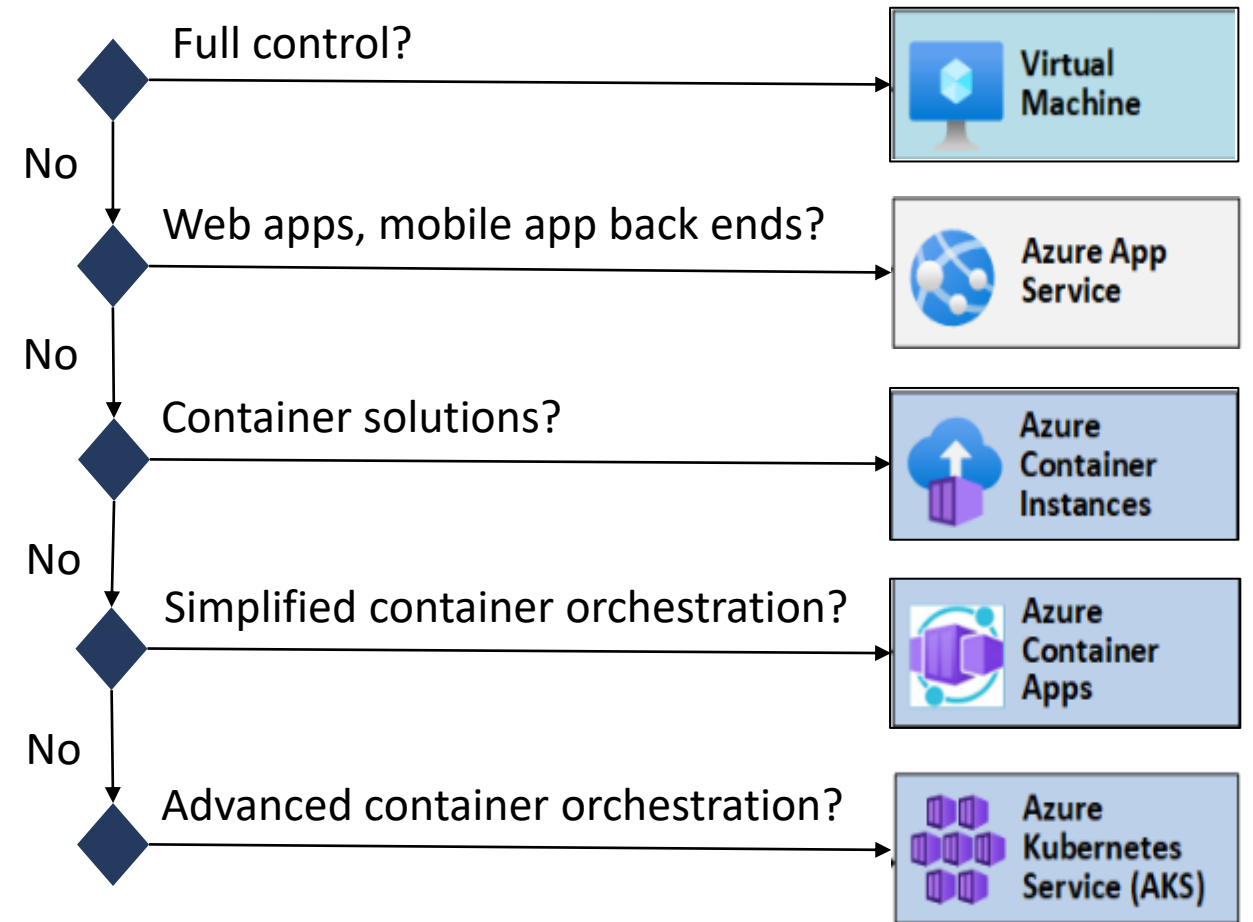 Full control?
Virtual
Machine
No
Web apps, mobile app back ends?
Azure App
Service
No
Container solutions?
Azure
Container
Instances
No
Simplified container orchestration?
Azure
Container
Apps
No
Advanced container orchestration?
Azure
Kubernetes
Service (AKS)